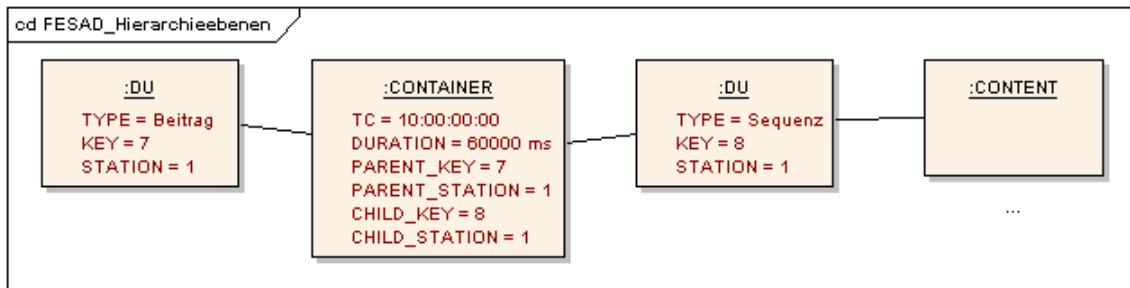 cd FESAD_Hierarchieebenen
:DU
TYPE = Beitrag
KEY = 7
STATION = 1
:CONTAINER
TC = 10:00:00:00
DURATION = 60000 ms
PARENT_KEY = 7
PARENT_STATION = 1
CHILD_KEY = 8
CHILD_STATION = 1
:DU
TYPE = Sequenz
KEY = 8
STATION = 1
:CONTENT
...